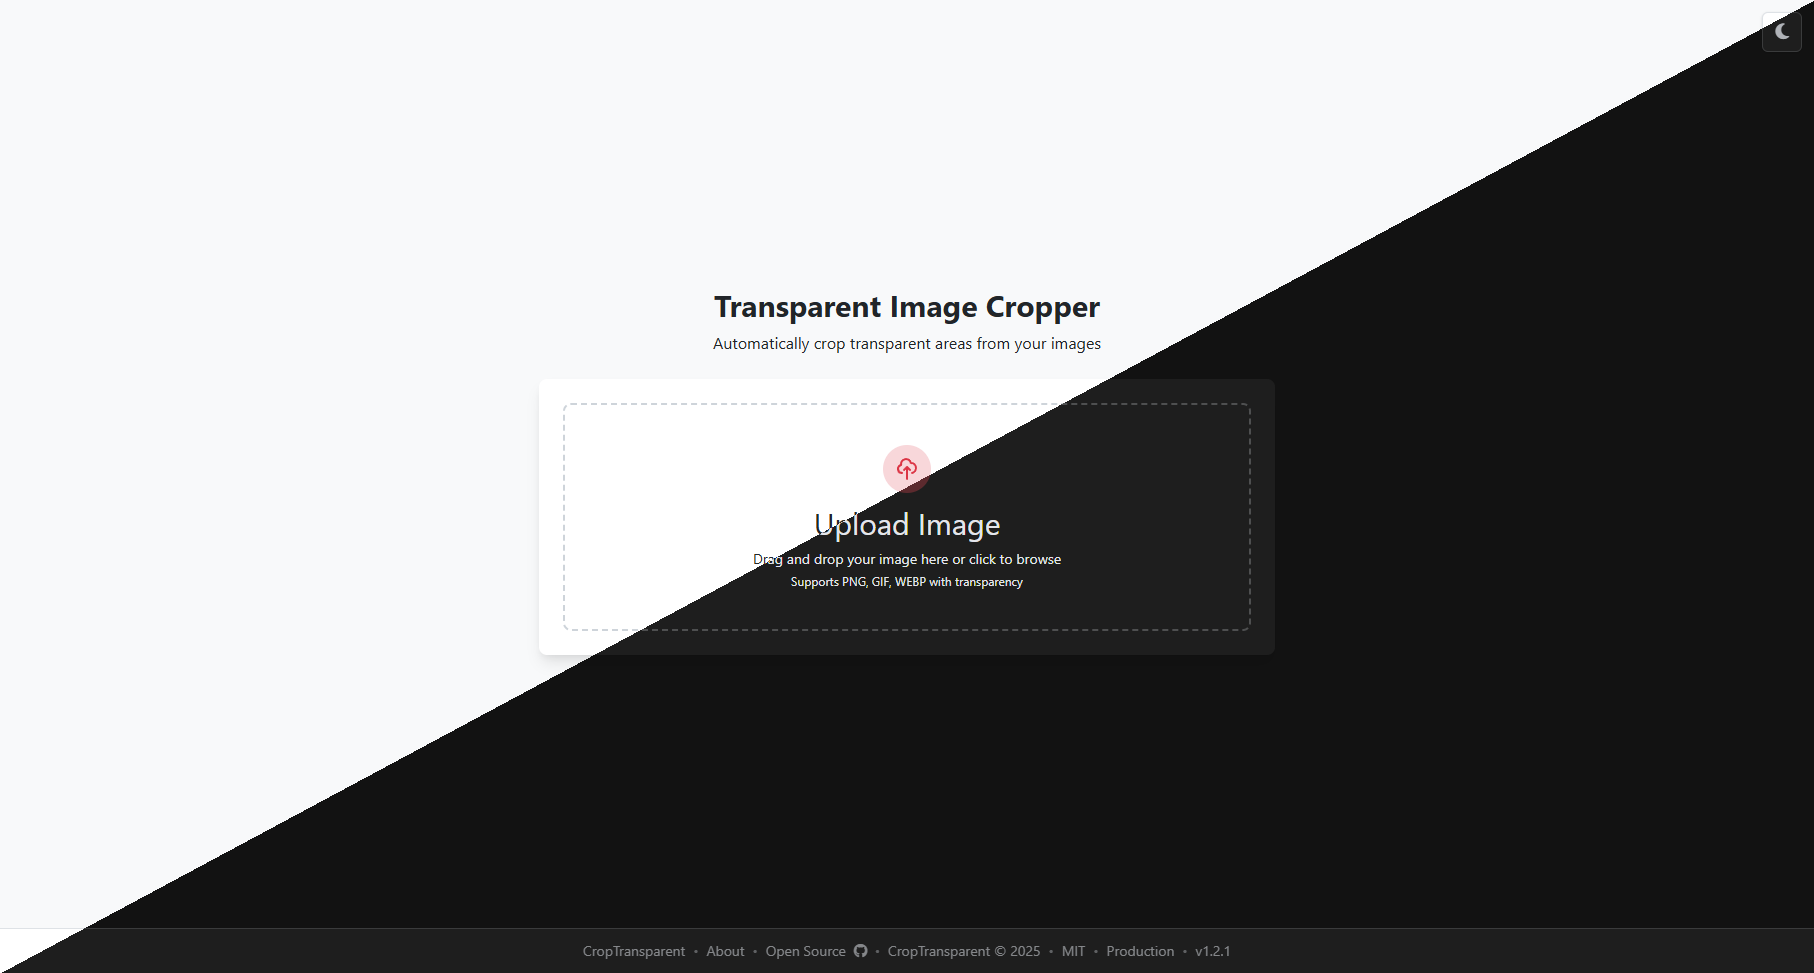 Transparent Image Cropper
Automatically crop transparent areas from your images
Upload Image
Drag and drop your image here or click to browse
Supports PNG, GIF, WEBP with transparency
CropTransparent • About • Open Source • CropTransparent © 2025 • MIT • Production • v1.2.1